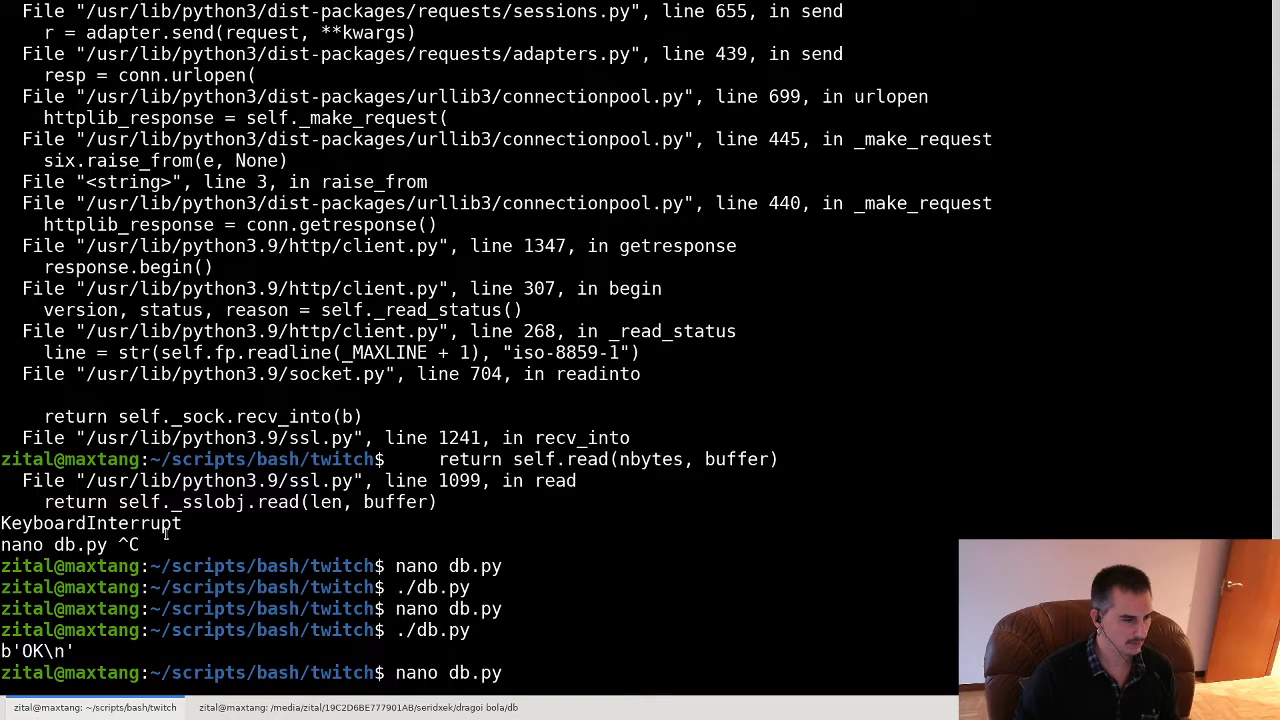 File "/usr/lib/python3/dist-packages/requests/sessions.py", line 655, in send
r = adapter.send(request, **kwargs)
File "/usr/lib/python3/dist-packages/requests/adapters.py", line 439, in send
resp = conn.urlopen(
File "/usr/lib/python3/dist-packages/urllib3/connectionpool.py", line 699, in urlopen
httplib_response = self._make_request(
File "/usr/lib/python3/dist-packages/urllib3/connectionpool.py", line 445, in _make_request
six.raise_from(e, None)
File "<string>", line 3, in raise_from
File "/usr/lib/python3/dist-packages/urllib3/connectionpool.py", line 440, in _make_request
httplib_response = conn.getresponse()
File "/usr/lib/python3.9/http/client.py", line 1347, in getresponse
response.begin()
File "/usr/lib/python3.9/http/client.py", line 307, in begin
version, status, reason = self._read_status()
File "/usr/lib/python3.9/http/client.py", line 268, in _read_status
line = str(self.fp.readline(_MAXLINE + 1), "iso-8859-1")
File "/usr/lib/python3.9/socket.py", line 704, in readinto
return self._sock.recv_into(b)
File "/usr/lib/python3.9/ssl.py", line 1241, in recv_into
zital@maxtang:~/scripts/bash/twitch$     return self.read(nbytes, buffer)
File "/usr/lib/python3.9/ssl.py", line 1099, in read
return self._sslobj.read(len, buffer)
KeyboardInterrupt
nano db.py ^C
zital@maxtang:~/scripts/bash/twitch$ nano db.py
zital@maxtang:~/scripts/bash/twitch$ ./db.py
zital@maxtang:~/scripts/bash/twitch$ nano db.py
zital@maxtang:~/scripts/bash/twitch$ ./db.py
b'OK\n'
zital@maxtang:~/scripts/bash/twitch$ nano db.py
zital@maxtang: ~/scripts/bash/twitch
zital@maxtang: /media/zital/19C2D6BE777901AB/seridxek/dragoi bola/db